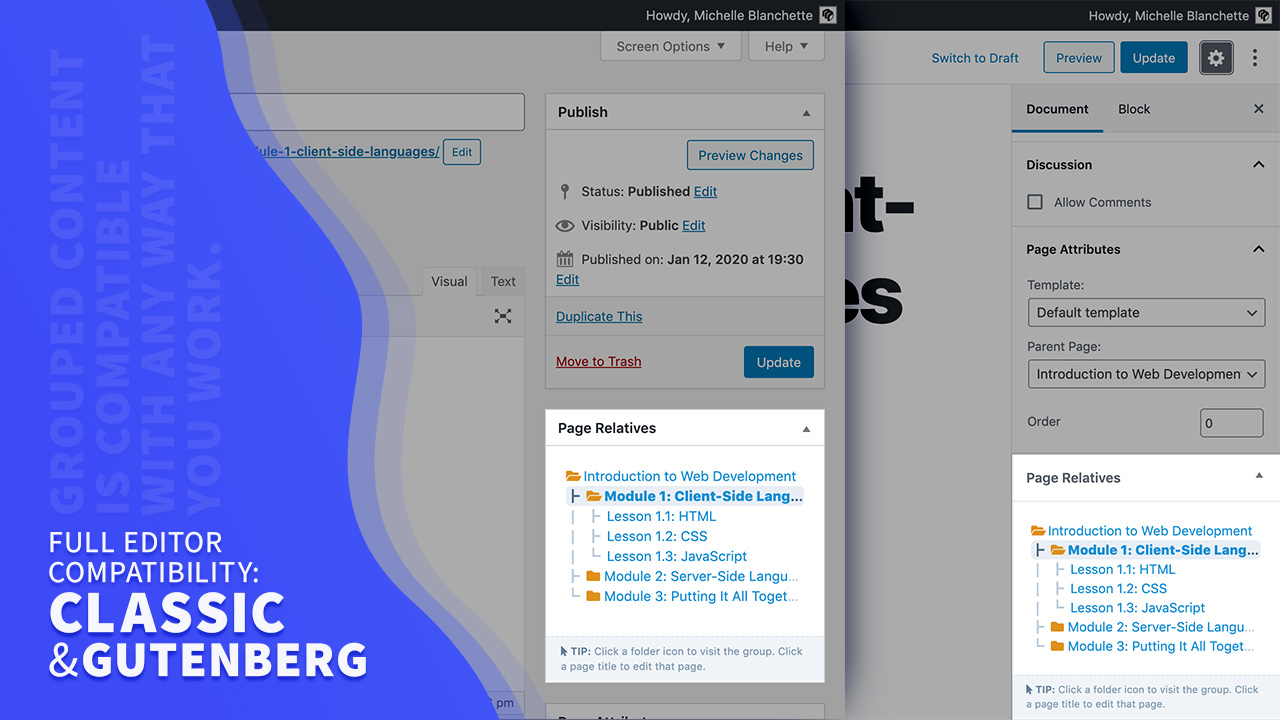 GROUPED CONTENT
IS COMPATIBLE
WITH ANY WAY THAT
YOU WORK.
FULL EDITOR
COMPATIBILITY:
CLASSIC
&GUTENBERG
Howdy, Michelle Blanchette
Screen Options
Help
ule-1-client-side-languages/
Edit
Visual
Text
pm
Publish
Preview Changes
Status: Published Edit
Visibility: Public Edit
Published on: Jan 12, 2020 at 19:30
Edit
Duplicate This
Move to Trash
Update
Page Relatives
Introduction to Web Development
Module 1: Client-Side Lang...
Lesson 1.1: HTML
Lesson 1.2: CSS
Lesson 1.3: JavaScript
Module 2: Server-Side Langu...
Module 3: Putting It All Toget...
TIP: Click a folder icon to visit the group. Click
a page title to edit that page.
Howdy, Michelle Blanchette
Switch to Draft
Preview
Update
nt-
es
Document
Block
Discussion
Allow Comments
Page Attributes
Template:
Default template
Parent Page:
Introduction to Web Developmen
Order
0
Page Relatives
Introduction to Web Development
Module 1: Client-Side Lang...
Lesson 1.1: HTML
Lesson 1.2: CSS
Lesson 1.3: JavaScript
Module 2: Server-Side Langu...
Module 3: Putting It All Toget...
TIP: Click a folder icon to visit the group. Click
a page title to edit that page.